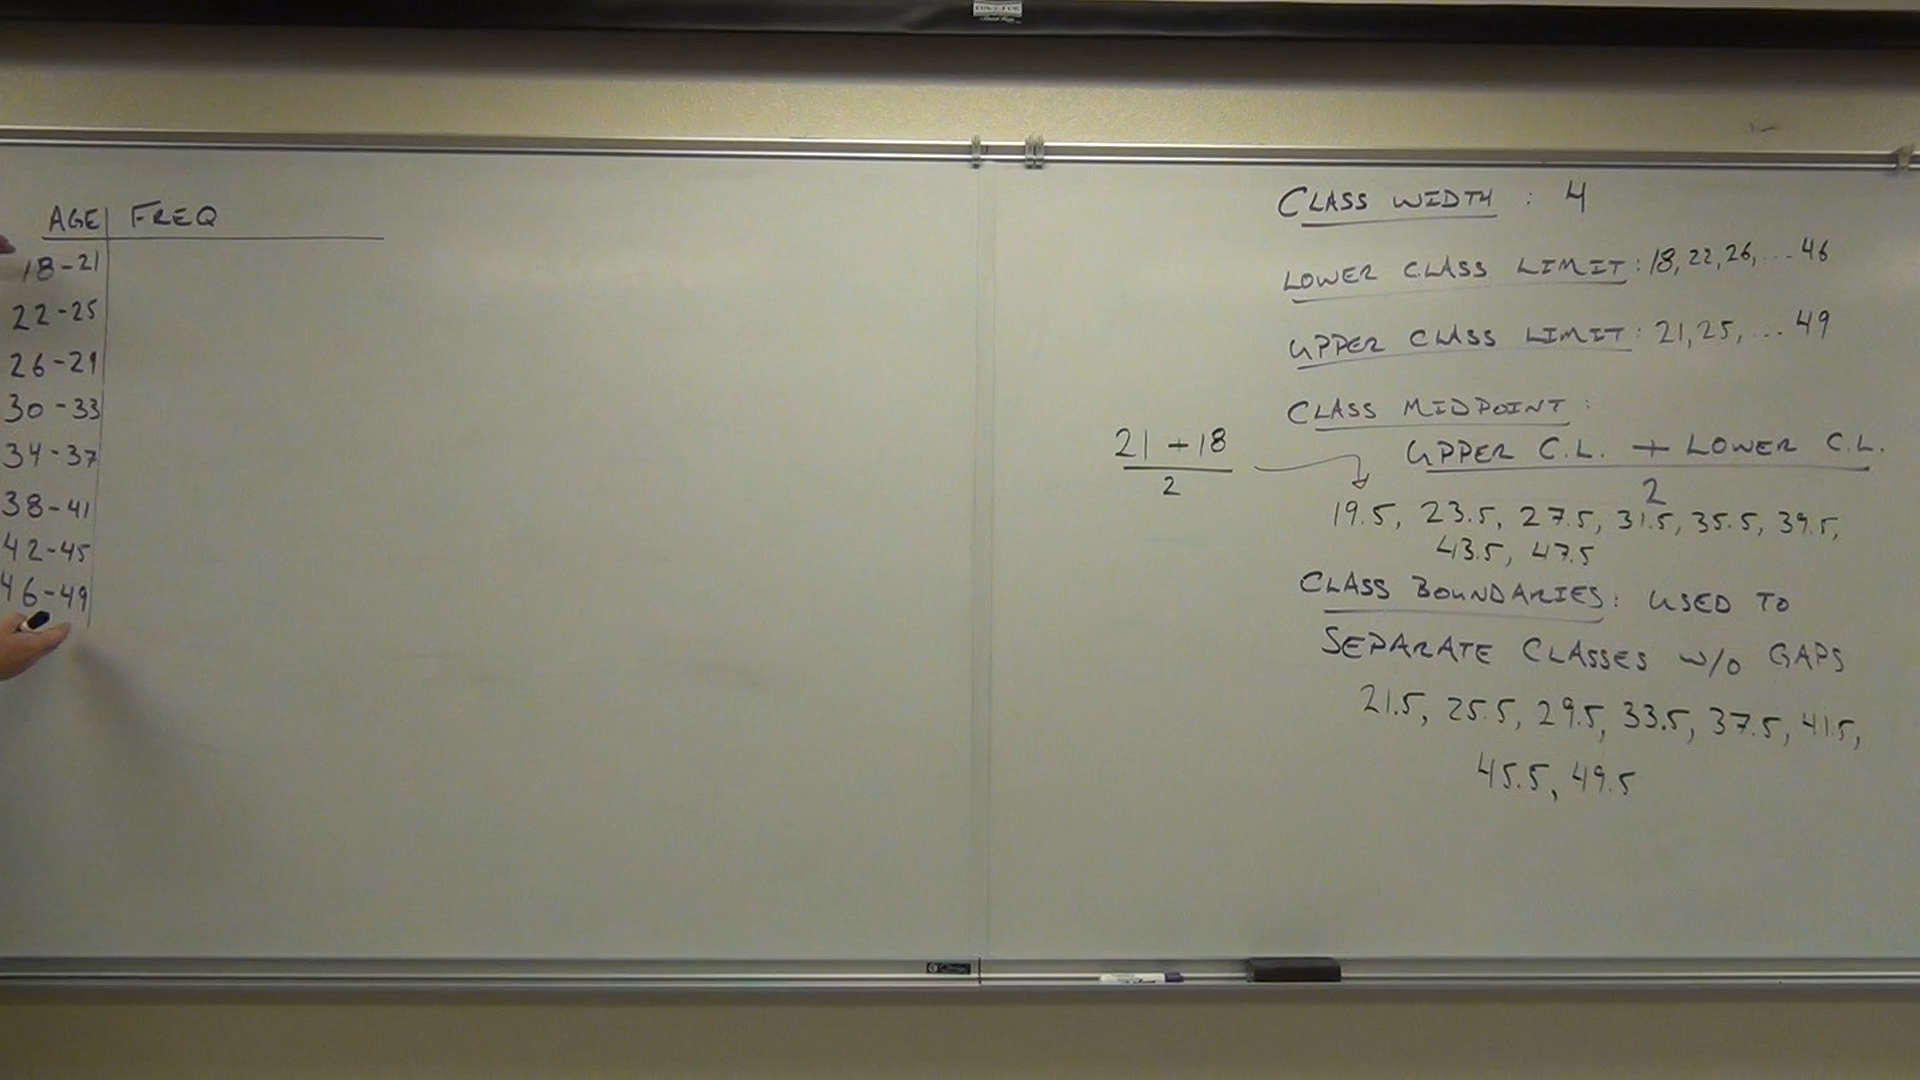 AGE FREQ
18-21
22-25
26-29
30-33
34-37
38-41
42-45
46-49
CLASS WIDTH : 4
LOWER CLASS LIMIT: 18, 22, 26, ... 46
UPPER CLASS LIMIT: 21, 25, ... 49
CLASS MIDPOINT:
UPPER C.L. + LOWER C.L.
2
21 + 18
2
19.5, 23.5, 27.5, 31.5, 35.5, 39.5,
43.5, 47.5
CLASS BOUNDARIES: USED TO
SEPARATE CLASSES W/O GAPS
21.5, 25.5, 29.5, 33.5, 37.5, 41.5,
45.5, 49.5